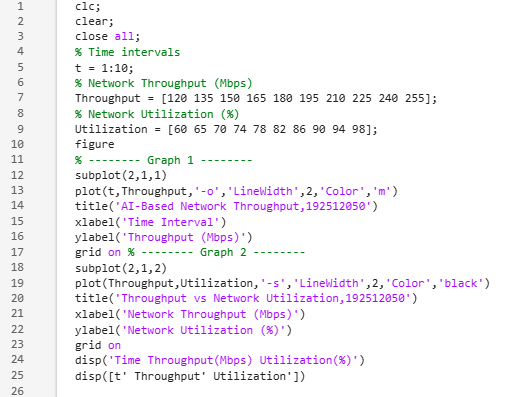 1 clc;
2 clear;
3 close all;
4 % Time intervals
5 t = 1:10;
6 % Network Throughput (Mbps)
7 Throughput = [120 135 150 165 180 195 210 225 240 255];
8 % Network Utilization (%)
9 Utilization = [60 65 70 74 78 82 86 90 94 98];
10 figure
11 % -------- Graph 1 --------
12 subplot(2,1,1)
13 plot(t,Throughput,'-o','LineWidth',2,'Color','m')
14 title('AI-Based Network Throughput,192512050')
15 xlabel('Time Interval')
16 ylabel('Throughput (Mbps)')
17 grid on % -------- Graph 2 --------
18 subplot(2,1,2)
19 plot(Throughput,Utilization,'-s','LineWidth',2,'Color','black')
20 title('Throughput vs Network Utilization,192512050')
21 xlabel('Network Throughput (Mbps)')
22 ylabel('Network Utilization (%)')
23 grid on
24 disp('Time Throughput(Mbps) Utilization(%)')
25 disp([t' Throughput' Utilization'])
26